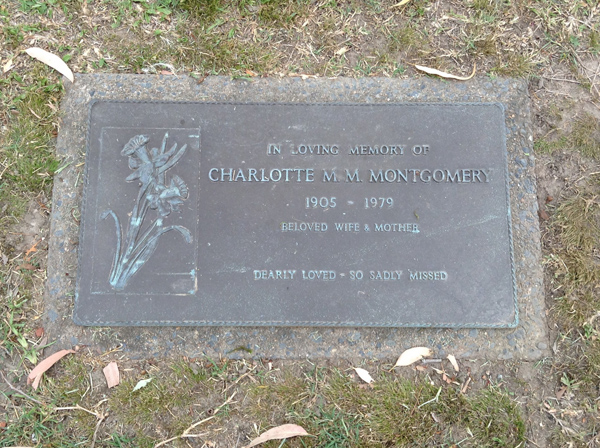 IN LOVING MEMORY OF
CHARLOTTE M. M. MONTGOMERY
1905 - 1979
BELOVED WIFE & MOTHER
DEARLY LOVED - SO SADLY MISSED